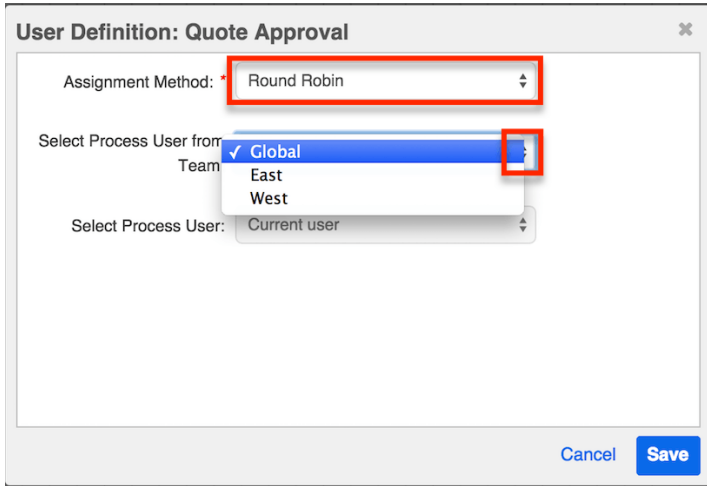 User Definition: Quote Approval
Assignment Method: * Round Robin
Select Process User from
Team
✓ Global
East
West
Select Process User: Current user
Cancel Save